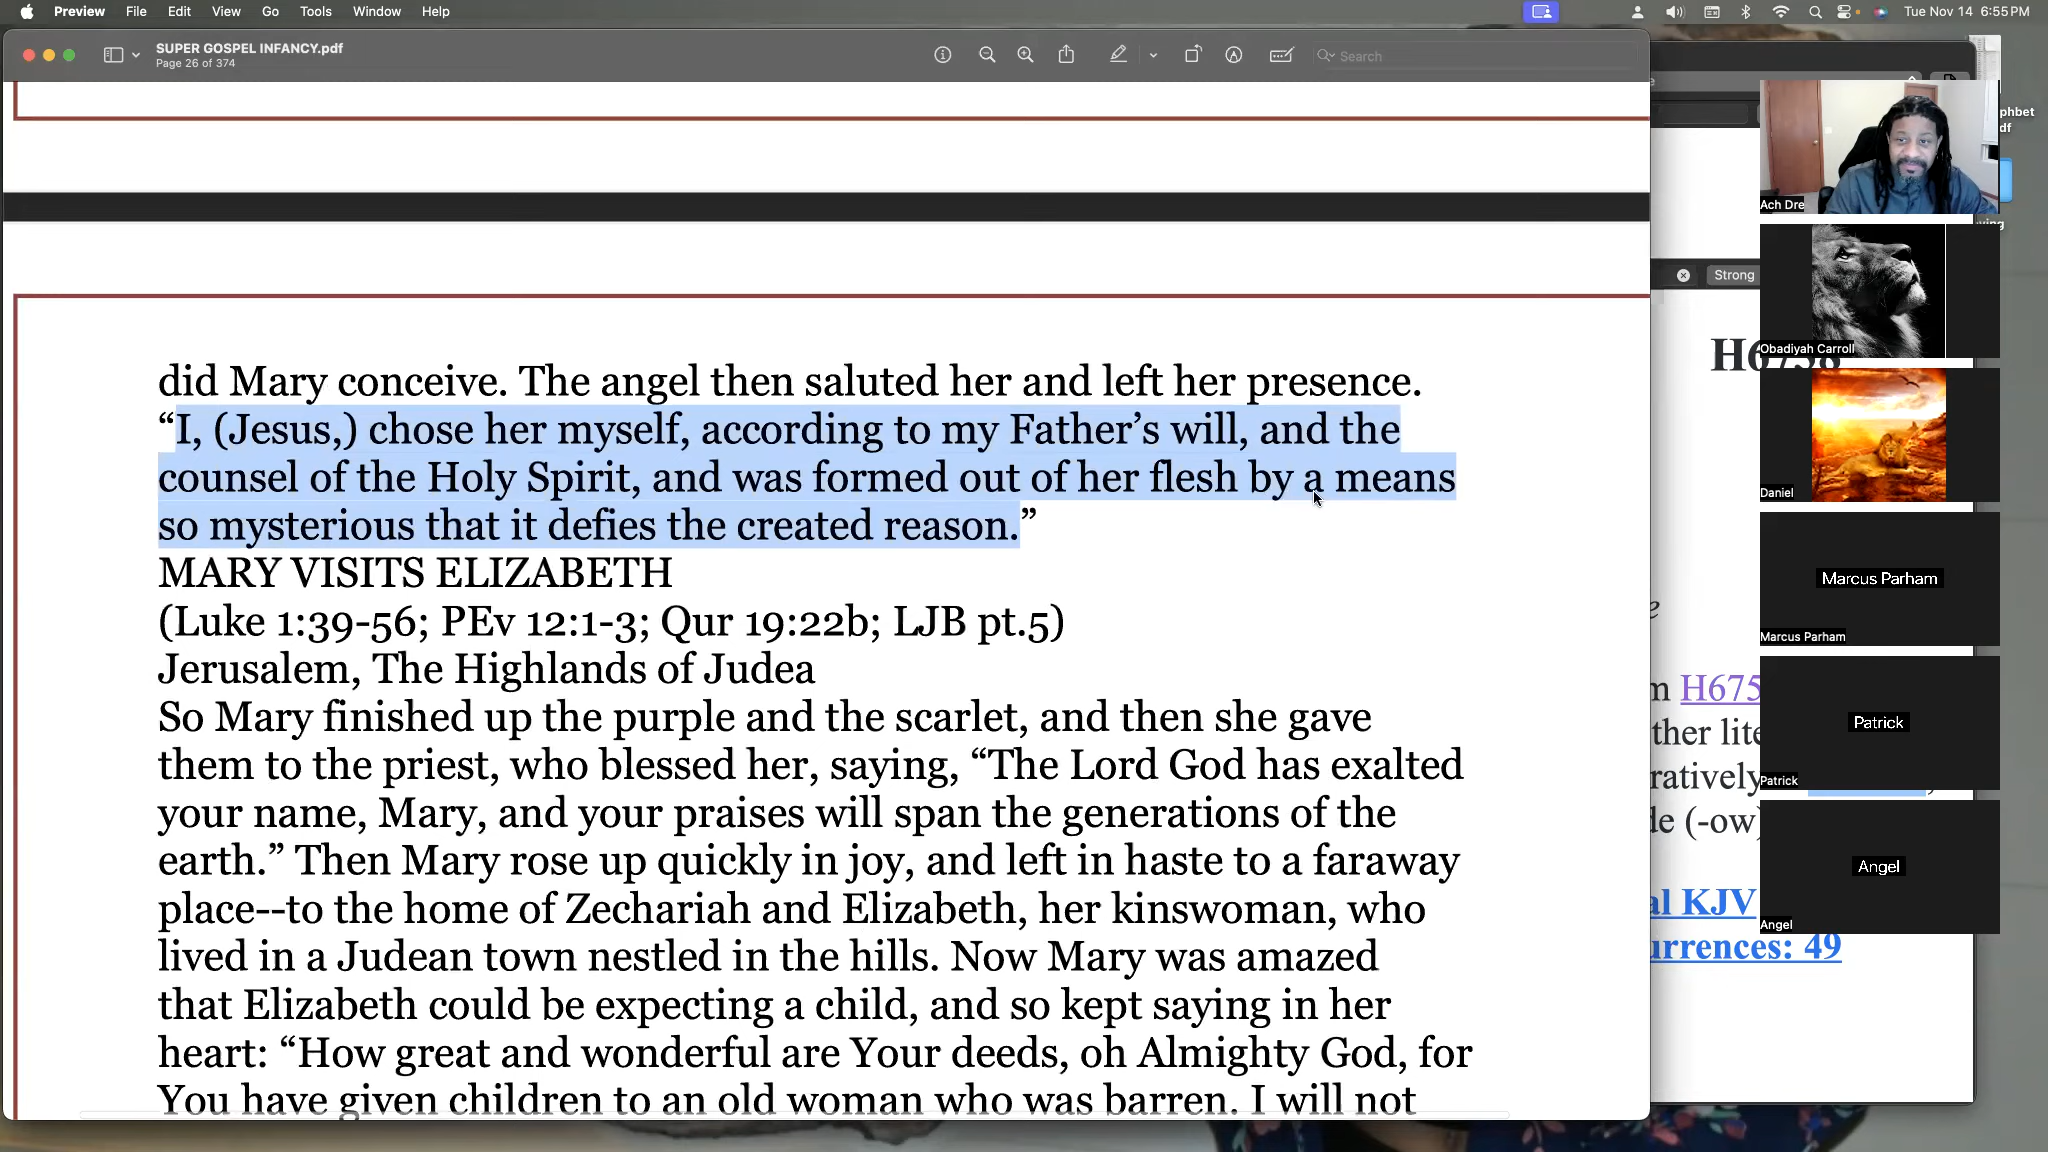 Preview File Edit View Go Tools Window Help
Tue Nov 14 6:55 PM
SUPER GOSPEL INFANCY.pdf
Page 26 of 374
Search
did Mary conceive. The angel then saluted her and left her presence.
“I, (Jesus,) chose her myself, according to my Father’s will, and the
counsel of the Holy Spirit, and was formed out of her flesh by a means
so mysterious that it defies the created reason.”
MARY VISITS ELIZABETH
(Luke 1:39-56; PEv 12:1-3; Qur 19:22b; LJB pt.5)
Jerusalem, The Highlands of Judea
So Mary finished up the purple and the scarlet, and then she gave
them to the priest, who blessed her, saying, “The Lord God has exalted
your name, Mary, and your praises will span the generations of the
earth.” Then Mary rose up quickly in joy, and left in haste to a faraway
place--to the home of Zechariah and Elizabeth, her kinswoman, who
lived in a Judean town nestled in the hills. Now Mary was amazed
that Elizabeth could be expecting a child, and so kept saying in her
heart: “How great and wonderful are Your deeds, oh Almighty God, for
You have given children to an old woman who was barren. I will not
phbet
df
ving
Strong
H675
ther lite
ratively
de (-ow)
al KJV
urrences: 49
Ach Dre
Obadiyah Carroll
Daniel
Marcus Parham
Marcus Parham
Patrick
Patrick
Angel
Angel